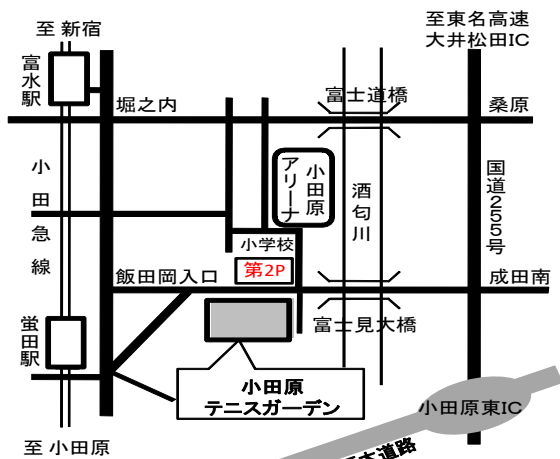 至 新宿
至東名高速
大井松田IC
富水駅
堀之内
富士道橋
桑原
小田急線
小田原
アリーナ
酒匂川
国道255号
小学校
第2P
飯田岡入口
成田南
富士見大橋
蛍田駅
小田原
テニスガーデン
小田原東IC
至 小田原
道路